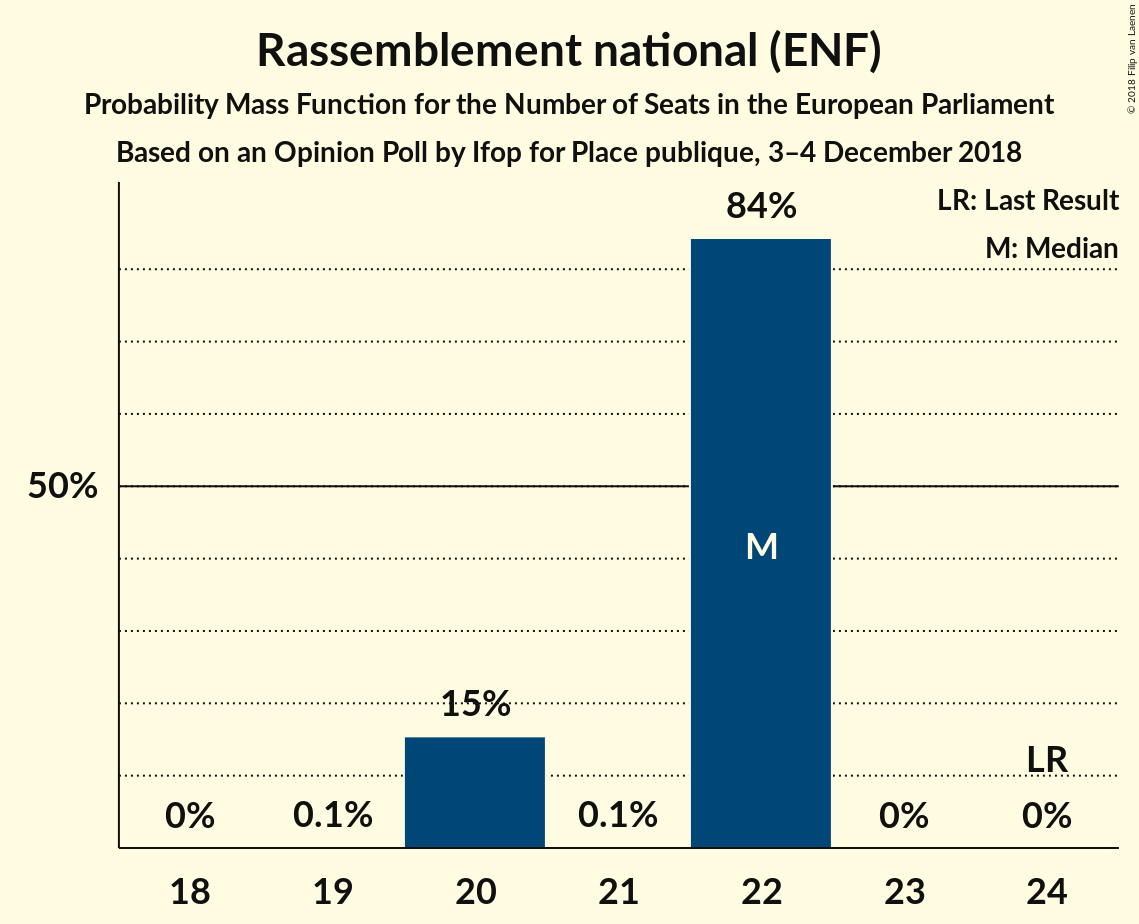 Rassemblement national (ENF)
Probability Mass Function for the Number of Seats in the European Parliament
Based on an Opinion Poll by Ifop for Place publique, 3–4 December 2018
© 2018 Filip van Laenen
LR: Last Result
M: Median
84%
50%
M
15%
LR
0%
0.1%
0.1%
0%
0%
18
19
20
21
22
23
24